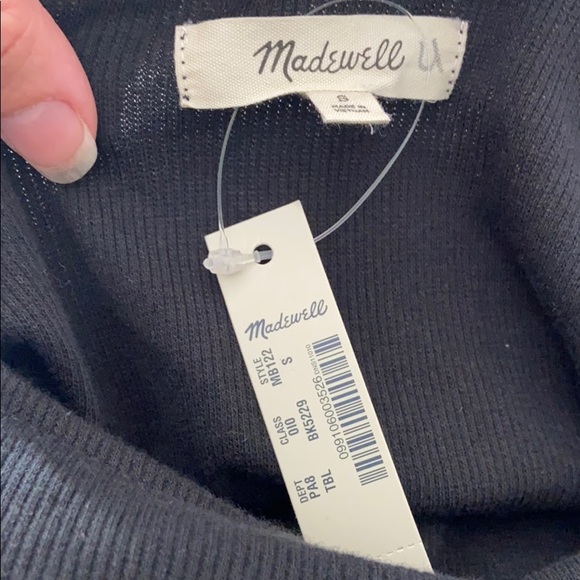 Madewell
S
MADE IN
VIETNAM
Madewell
STYLE
MB122
S
CLASS
010
BK5229
DEPT
PA8
TBL
099106003526